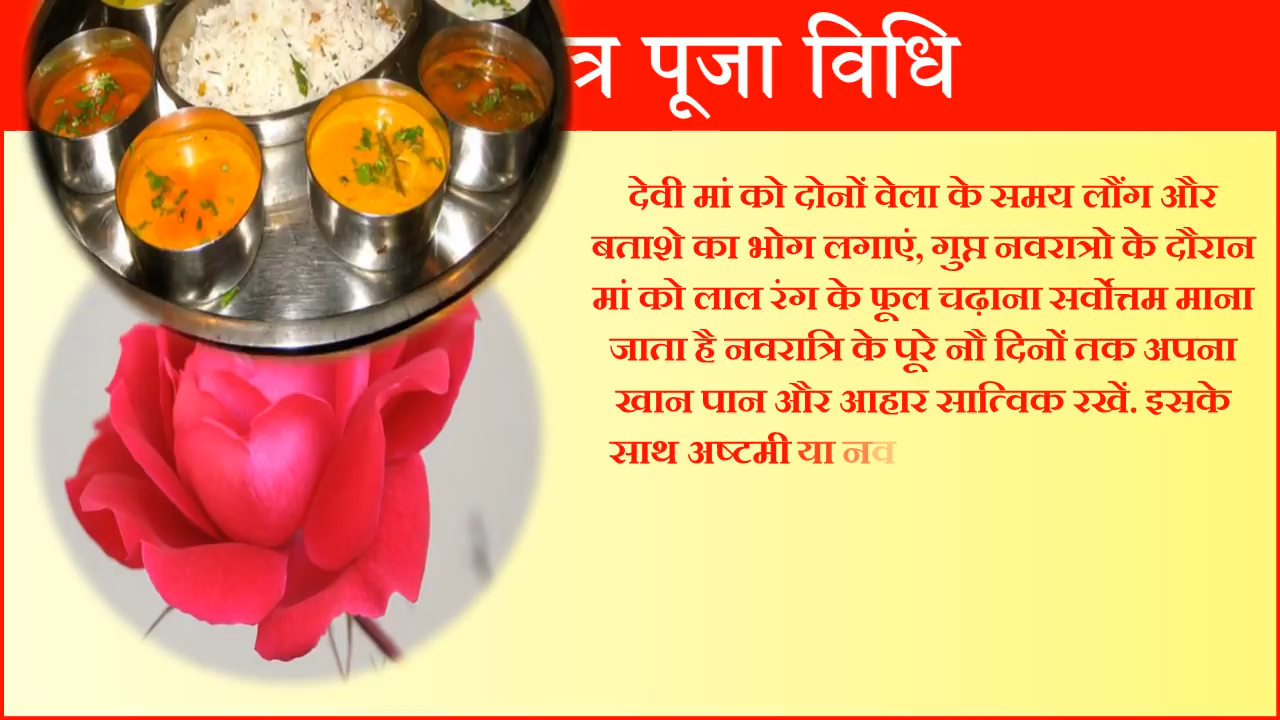 त्र पूजा विधि
देवी मां को दोनों वेला के समय लौंग और
बताशे का भोग लगाएं, गुप्त नवरात्रो के दौरान
मां को लाल रंग के फूल चढ़ाना सर्वोत्तम माना
जाता है नवरात्रि के पूरे नौ दिनों तक अपना
खान पान और आहार सात्विक रखें. इसके
साथ अष्टमी या नव